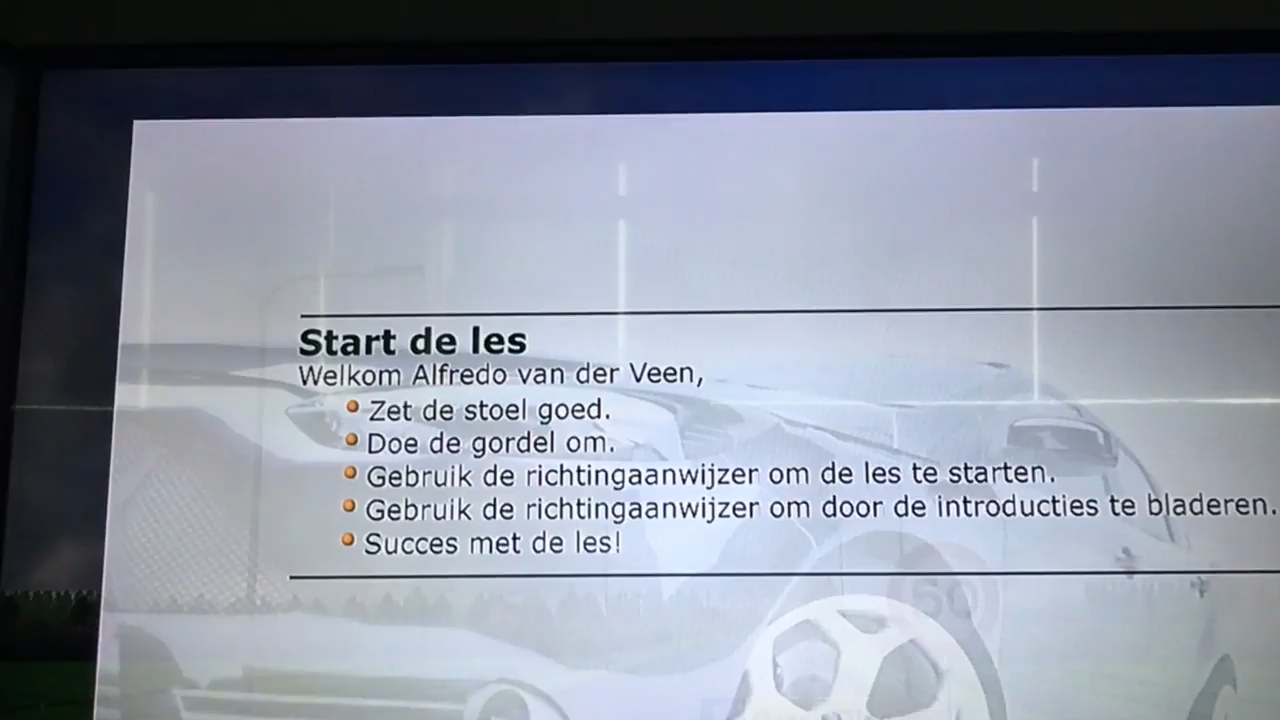 Start de les
Welkom Alfredo van der Veen,
Zet de stoel goed.
Doe de gordel om.
Gebruik de richtingaanwijzer om de les te starten.
Gebruik de richtingaanwijzer om door de introducties te bladeren.
Succes met de les!